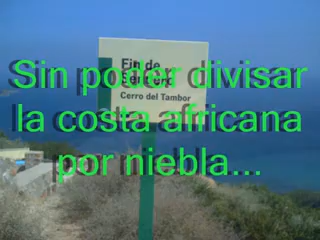 Sin poder divisar
la costa africana
por niebla...
Fin de
Sendero
Cerro del Tambor